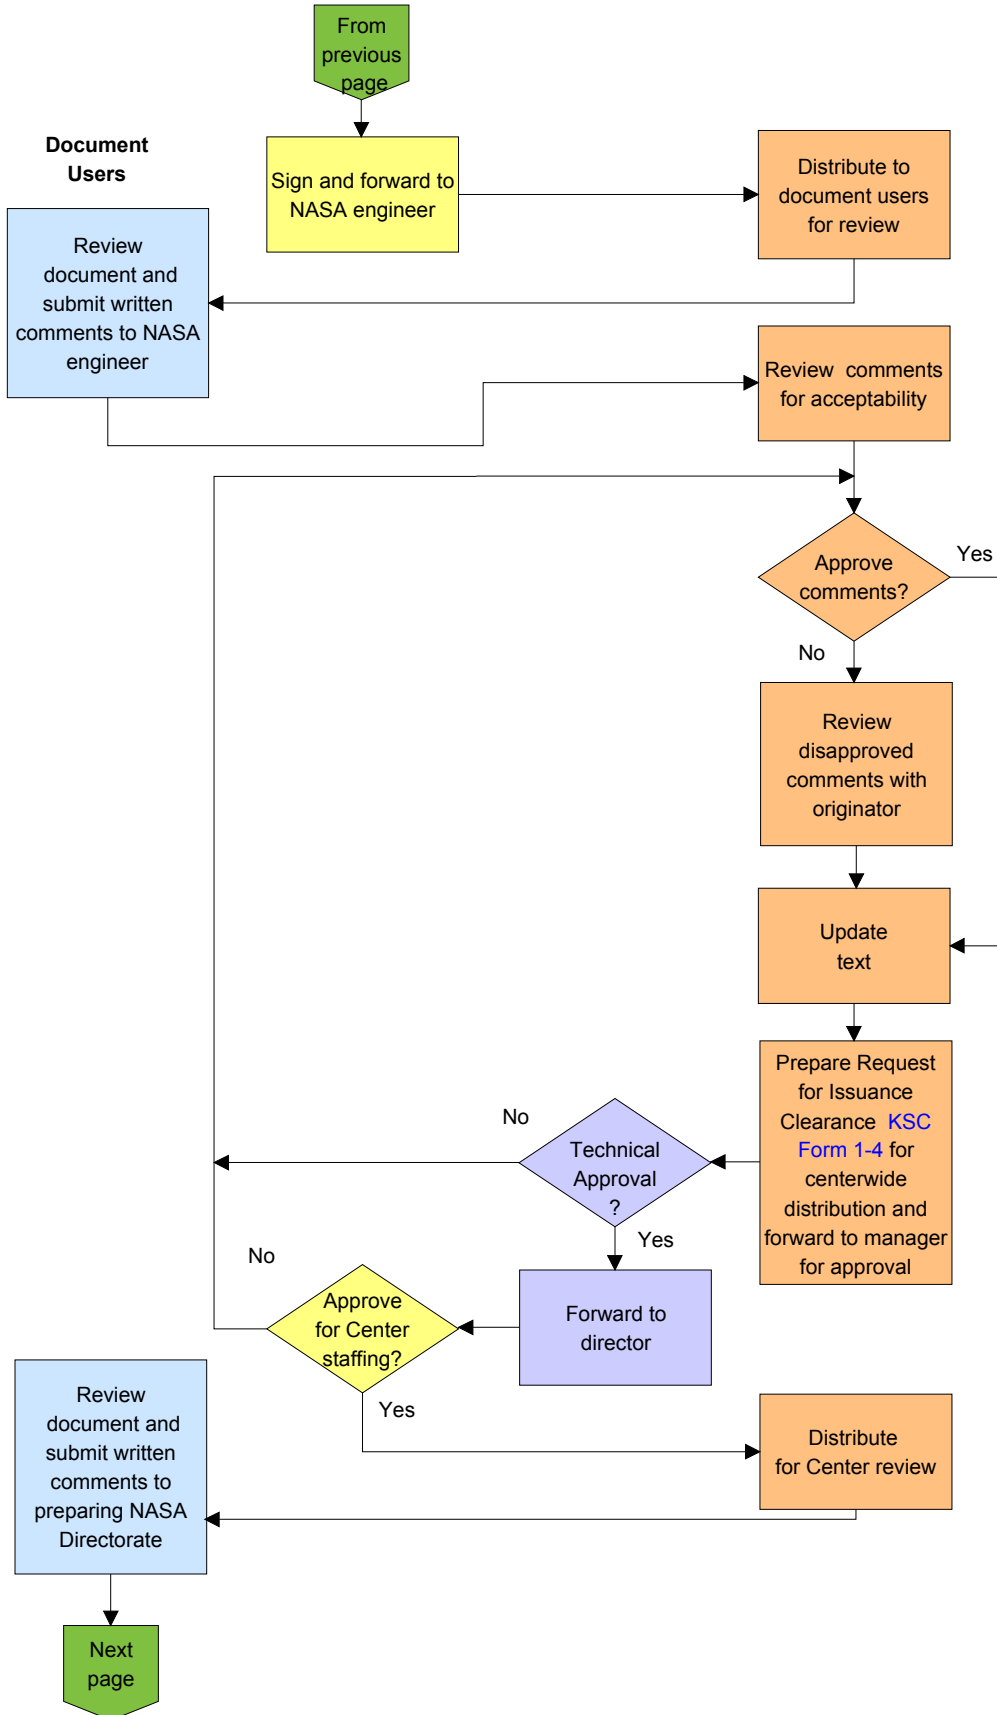 From
previous
page
Document
Users
Sign and forward to
NASA engineer
Distribute to
document users
for review
Review
document and
submit written
comments to NASA
engineer
Review comments
for acceptability
Approve
comments?
Yes
No
Review
disapproved
comments with
originator
Update
text
Prepare Request
for Issuance
Clearance KSC
Form 1-4 for
centerwide
distribution and
forward to manager
for approval
No
Technical
Approval
?
Yes
Forward to
director
No
Approve
for Center
staffing?
Yes
Distribute
for Center review
Review
document and
submit written
comments to
preparing NASA
Directorate
Next
page